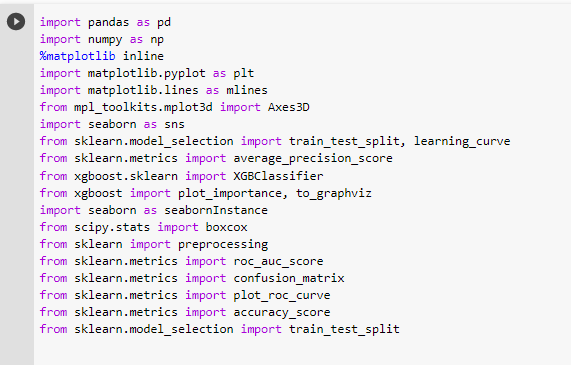 import pandas as pd
import numpy as np
%matplotlib inline
import matplotlib.pyplot as plt
import matplotlib.lines as mlines
from mpl_toolkits.mplot3d import Axes3D
import seaborn as sns
from sklearn.model_selection import train_test_split, learning_curve
from sklearn.metrics import average_precision_score
from xgboost.sklearn import XGBClassifier
from xgboost import plot_importance, to_graphviz
import seaborn as seabornInstance
from scipy.stats import boxcox
from sklearn import preprocessing
from sklearn.metrics import roc_auc_score
from sklearn.metrics import confusion_matrix
from sklearn.metrics import plot_roc_curve
from sklearn.metrics import accuracy_score
from sklearn.model_selection import train_test_split